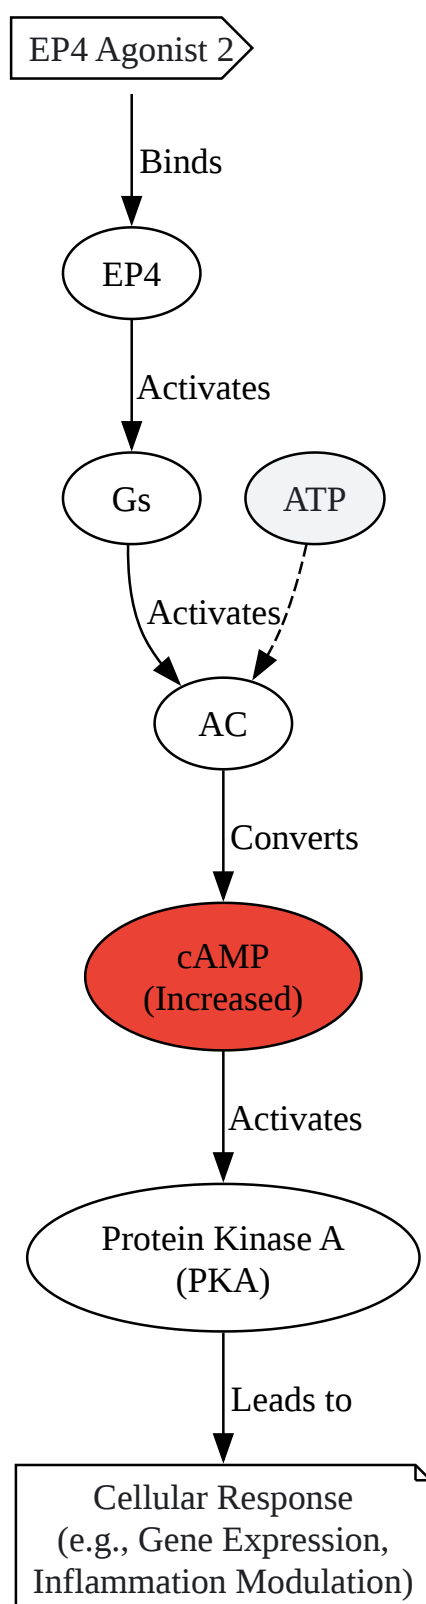 EP4 Agonist 2
Binds
EP4
Activates
Gs
ATP
Activates
AC
Converts
cAMP
(Increased)
Activates
Protein Kinase A
(PKA)
Leads to
Cellular Response
(e.g., Gene Expression,
Inflammation Modulation)